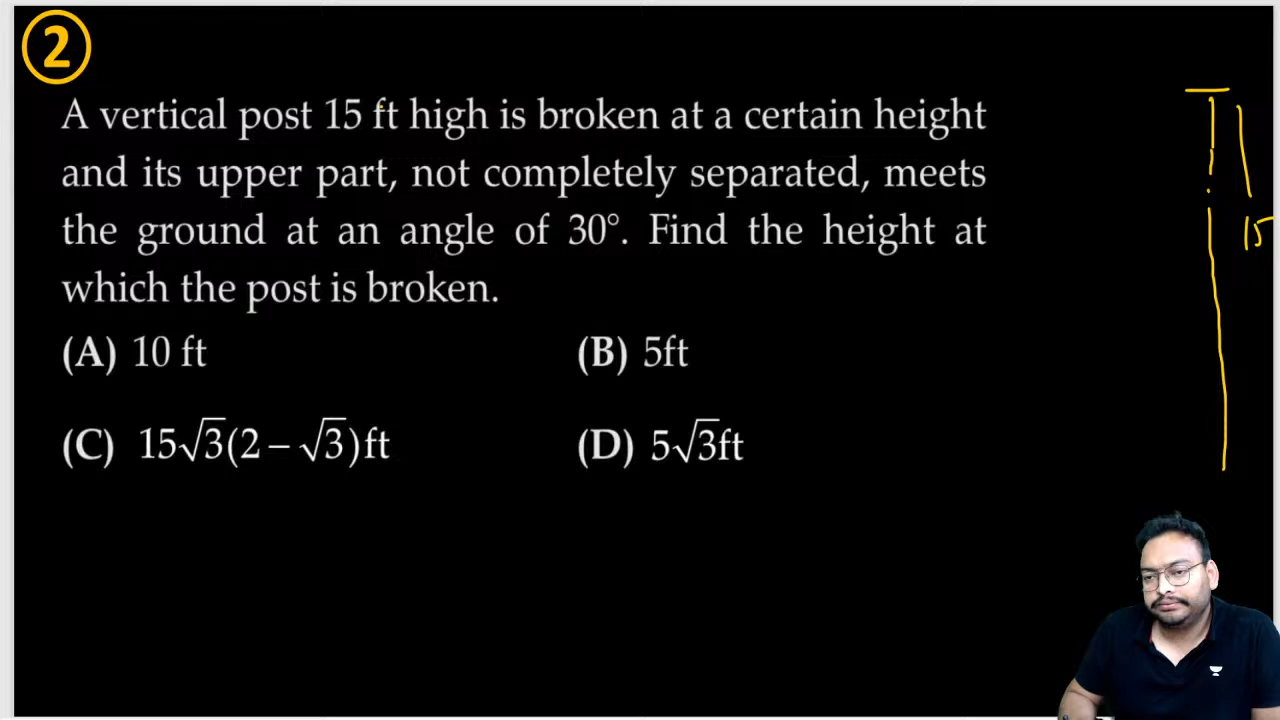 2
A vertical post 15 ft high is broken at a certain height
and its upper part, not completely separated, meets
the ground at an angle of 30°. Find the height at
which the post is broken.
(A) 10 ft (B) 5ft
(C) 15√3(2 – √3)ft (D) 5√3ft
15